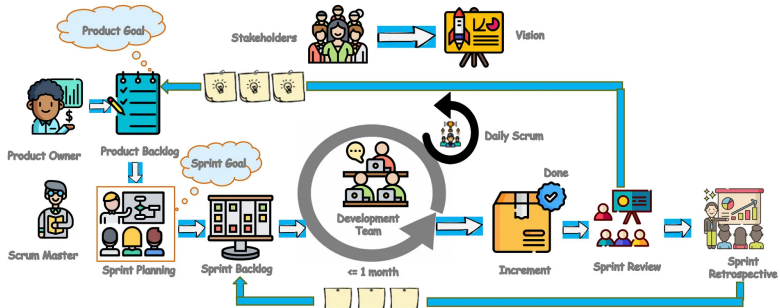 Product Goal
Stakeholders
Vision
$
Product Owner
Product Backlog
Daily Scrum
Sprint Goal
Done
Scrum Master
Development
Team
Sprint Planning
Sprint Backlog
<= 1 month
Increment
Sprint Review
Sprint
Retrospective